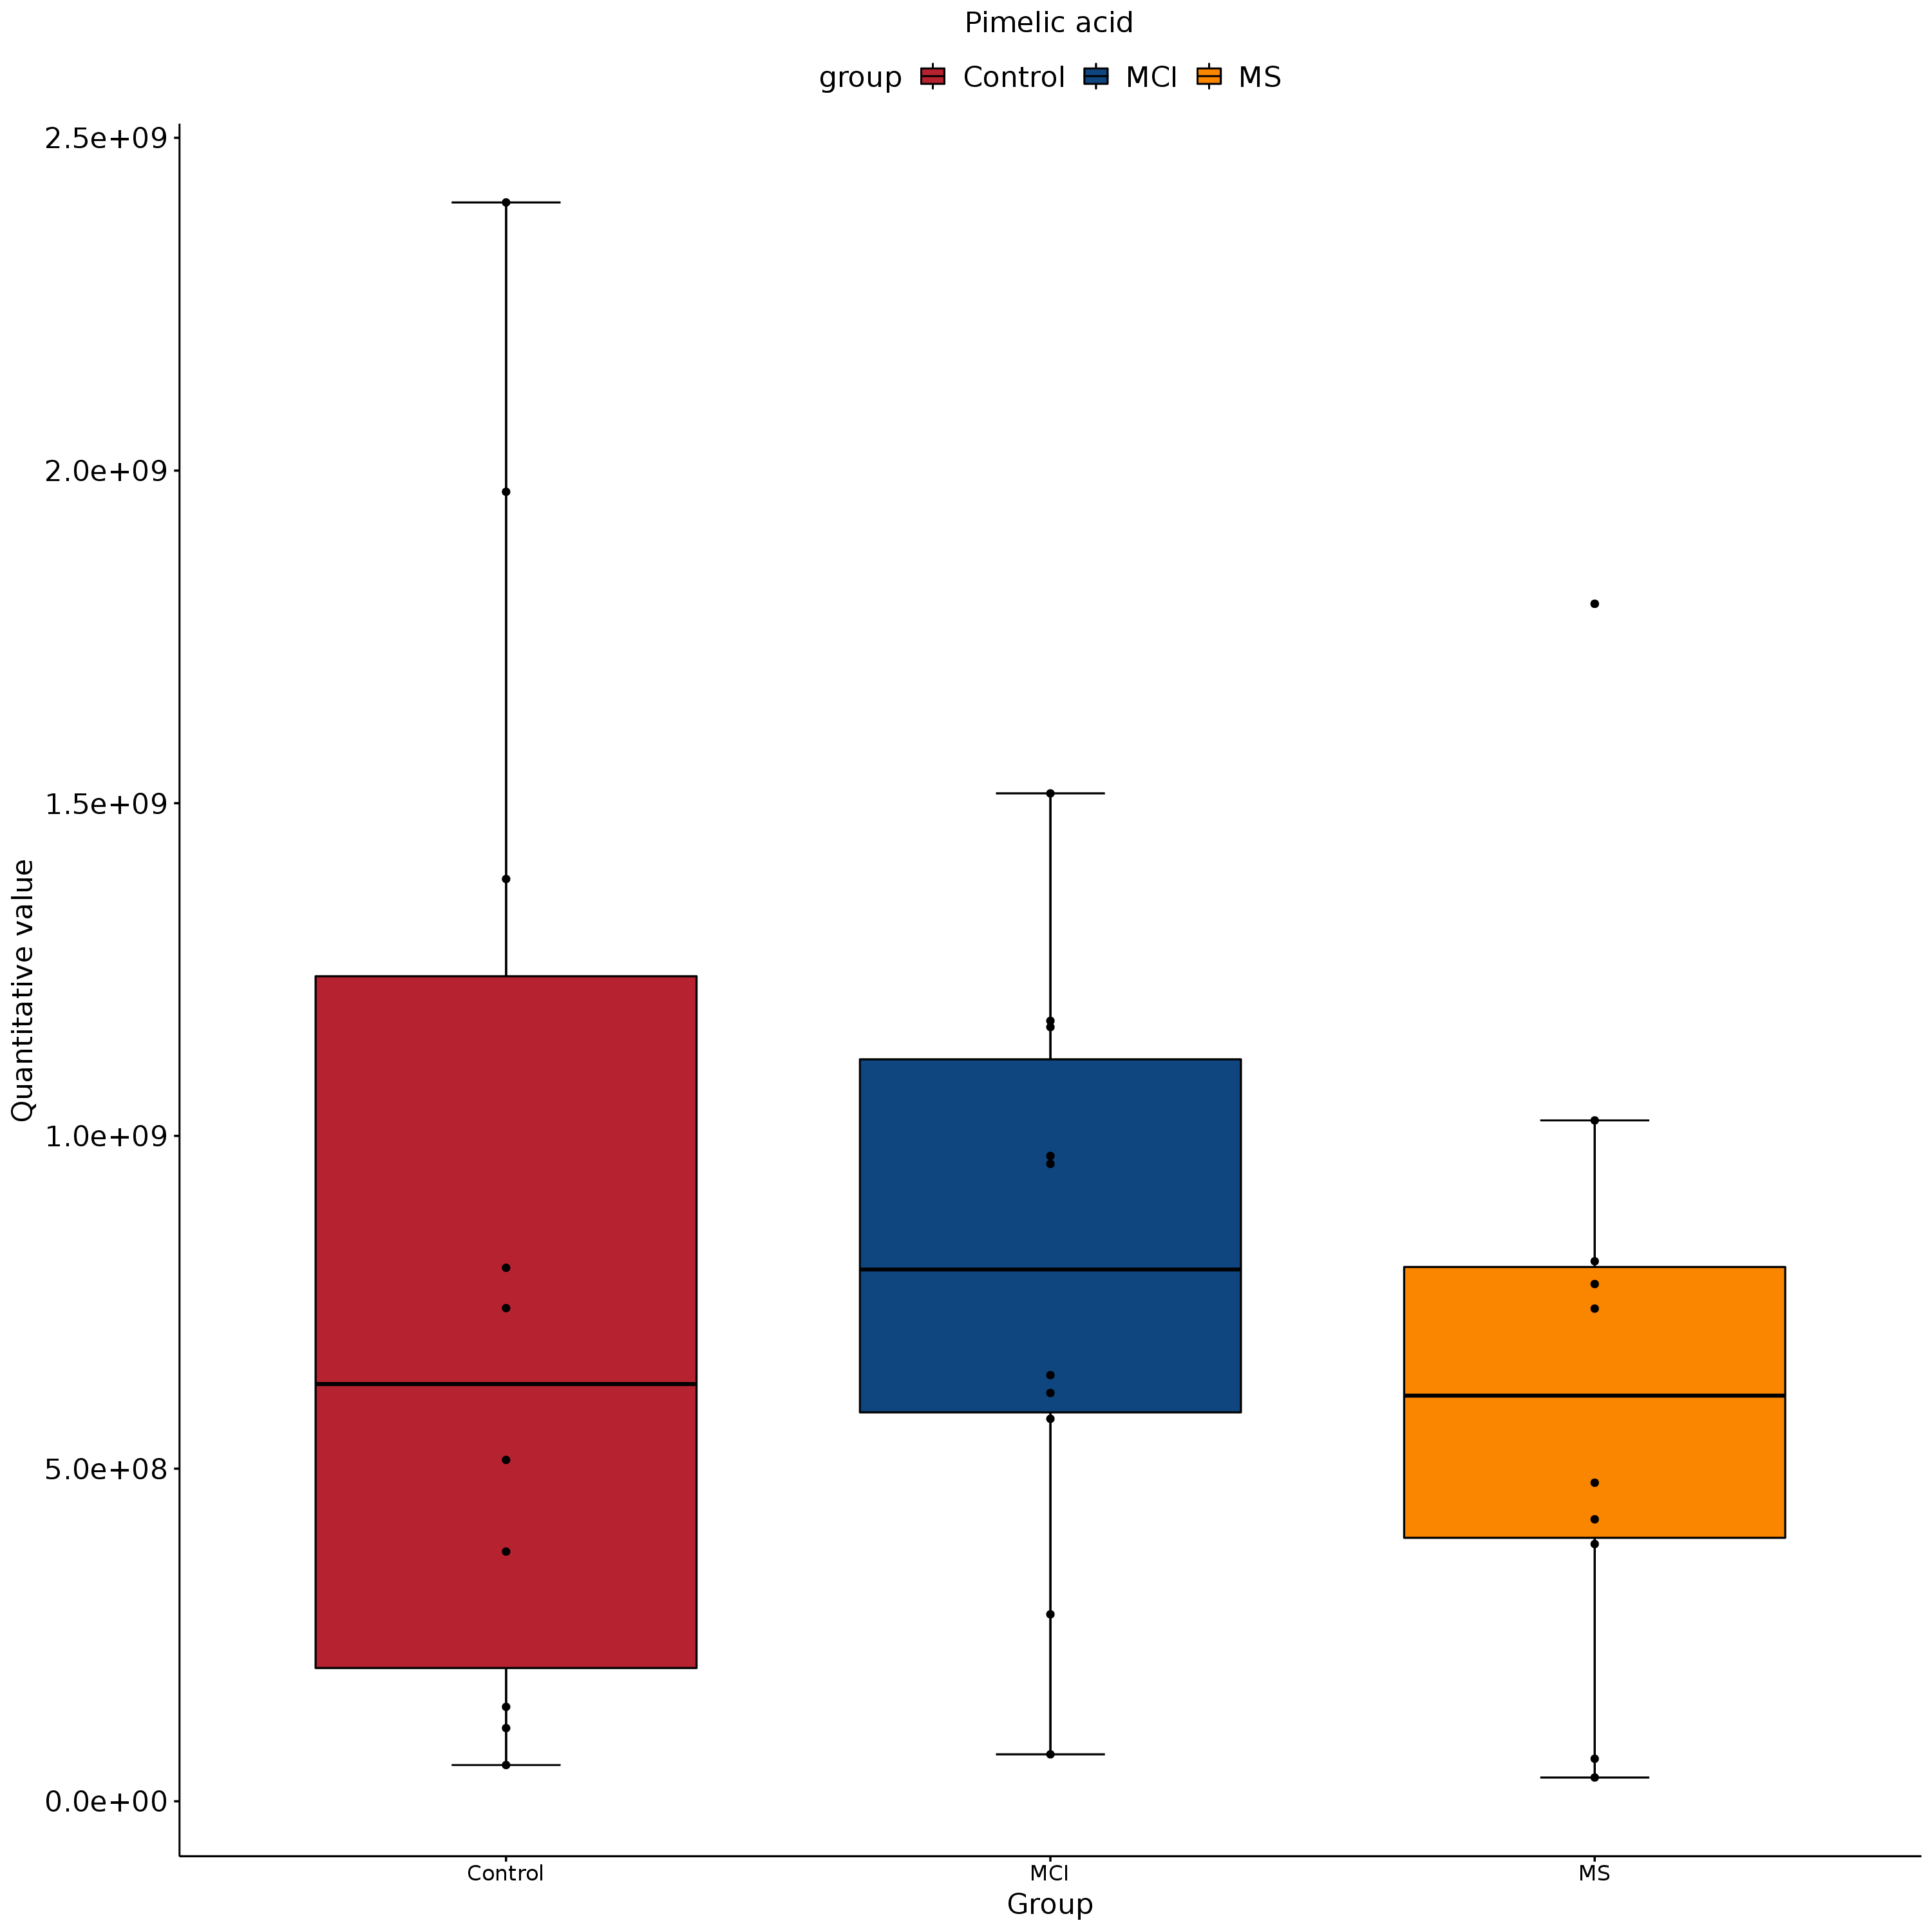 Pimelic acid
group Control MCI MS
2.5e+09
2.0e+09
1.5e+09
1.0e+09
5.0e+08
0.0e+00
Quantitative value
Control MCI MS
Group